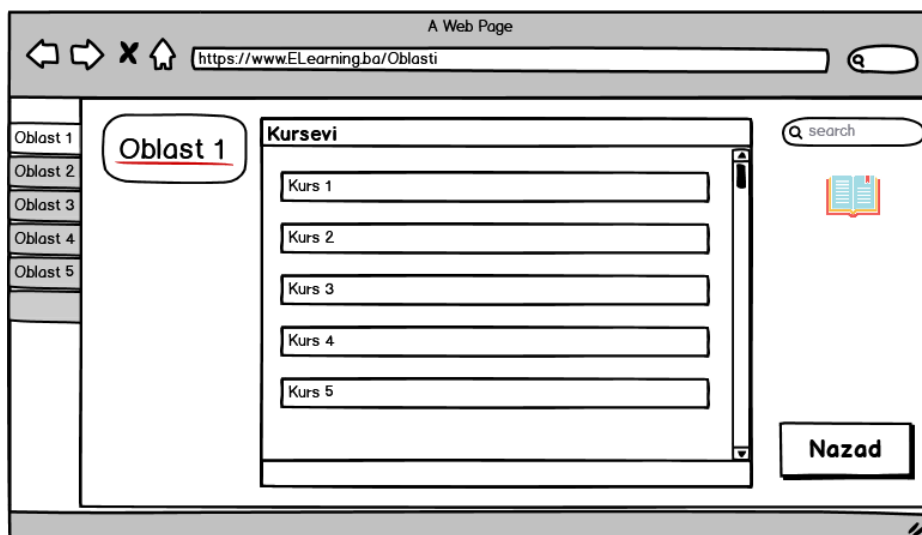 A Web Page
https://www.ELearning.ba/Oblasti
Oblast 1
Oblast 2
Oblast 3
Oblast 4
Oblast 5
Oblast 1
Kursevi
Kurs 1
Kurs 2
Kurs 3
Kurs 4
Kurs 5
search
Nazad